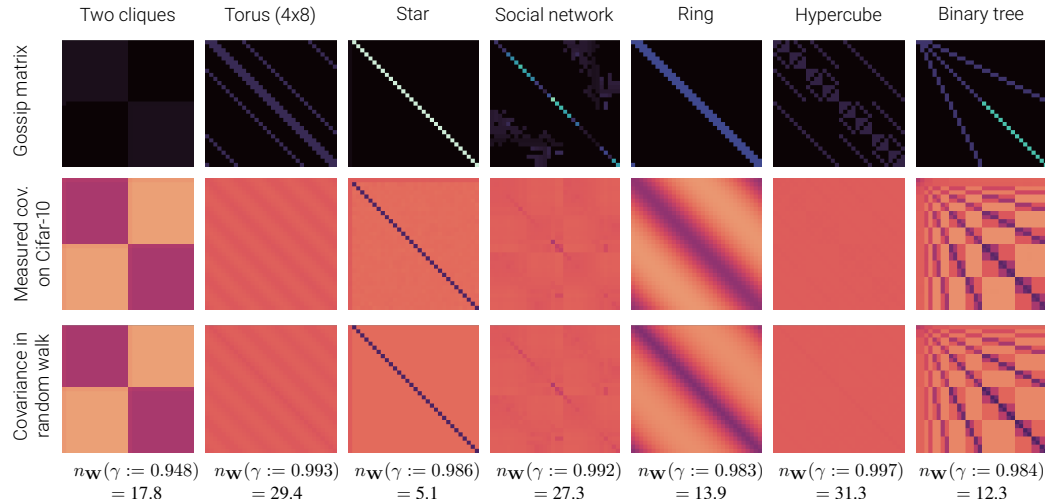 Two cliques
Torus (4x8)
Star
Social network
Ring
Hypercube
Binary tree
Gossip matrix
Measured cov.
on Cifar-10
Covariance in
random walk
n_W(γ := 0.948)
= 17.8
n_W(γ := 0.993)
= 29.4
n_W(γ := 0.986)
= 5.1
n_W(γ := 0.992)
= 27.3
n_W(γ := 0.983)
= 13.9
n_W(γ := 0.997)
= 31.3
n_W(γ := 0.984)
= 12.3